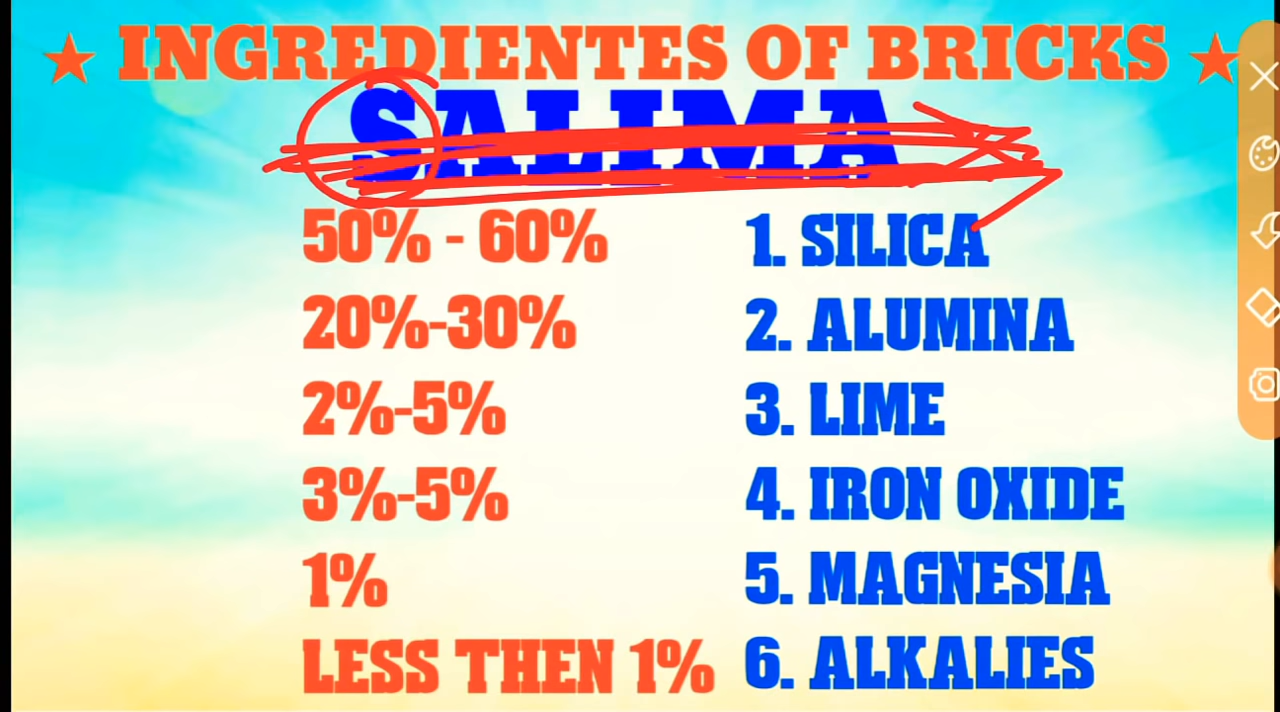 INGREDIENTES OF BRICKS
SALIMA
50% - 60% 1. SILICA
20%-30% 2. ALUMINA
2%-5% 3. LIME
3%-5% 4. IRON OXIDE
1% 5. MAGNESIA
LESS THEN 1% 6. ALKALIES